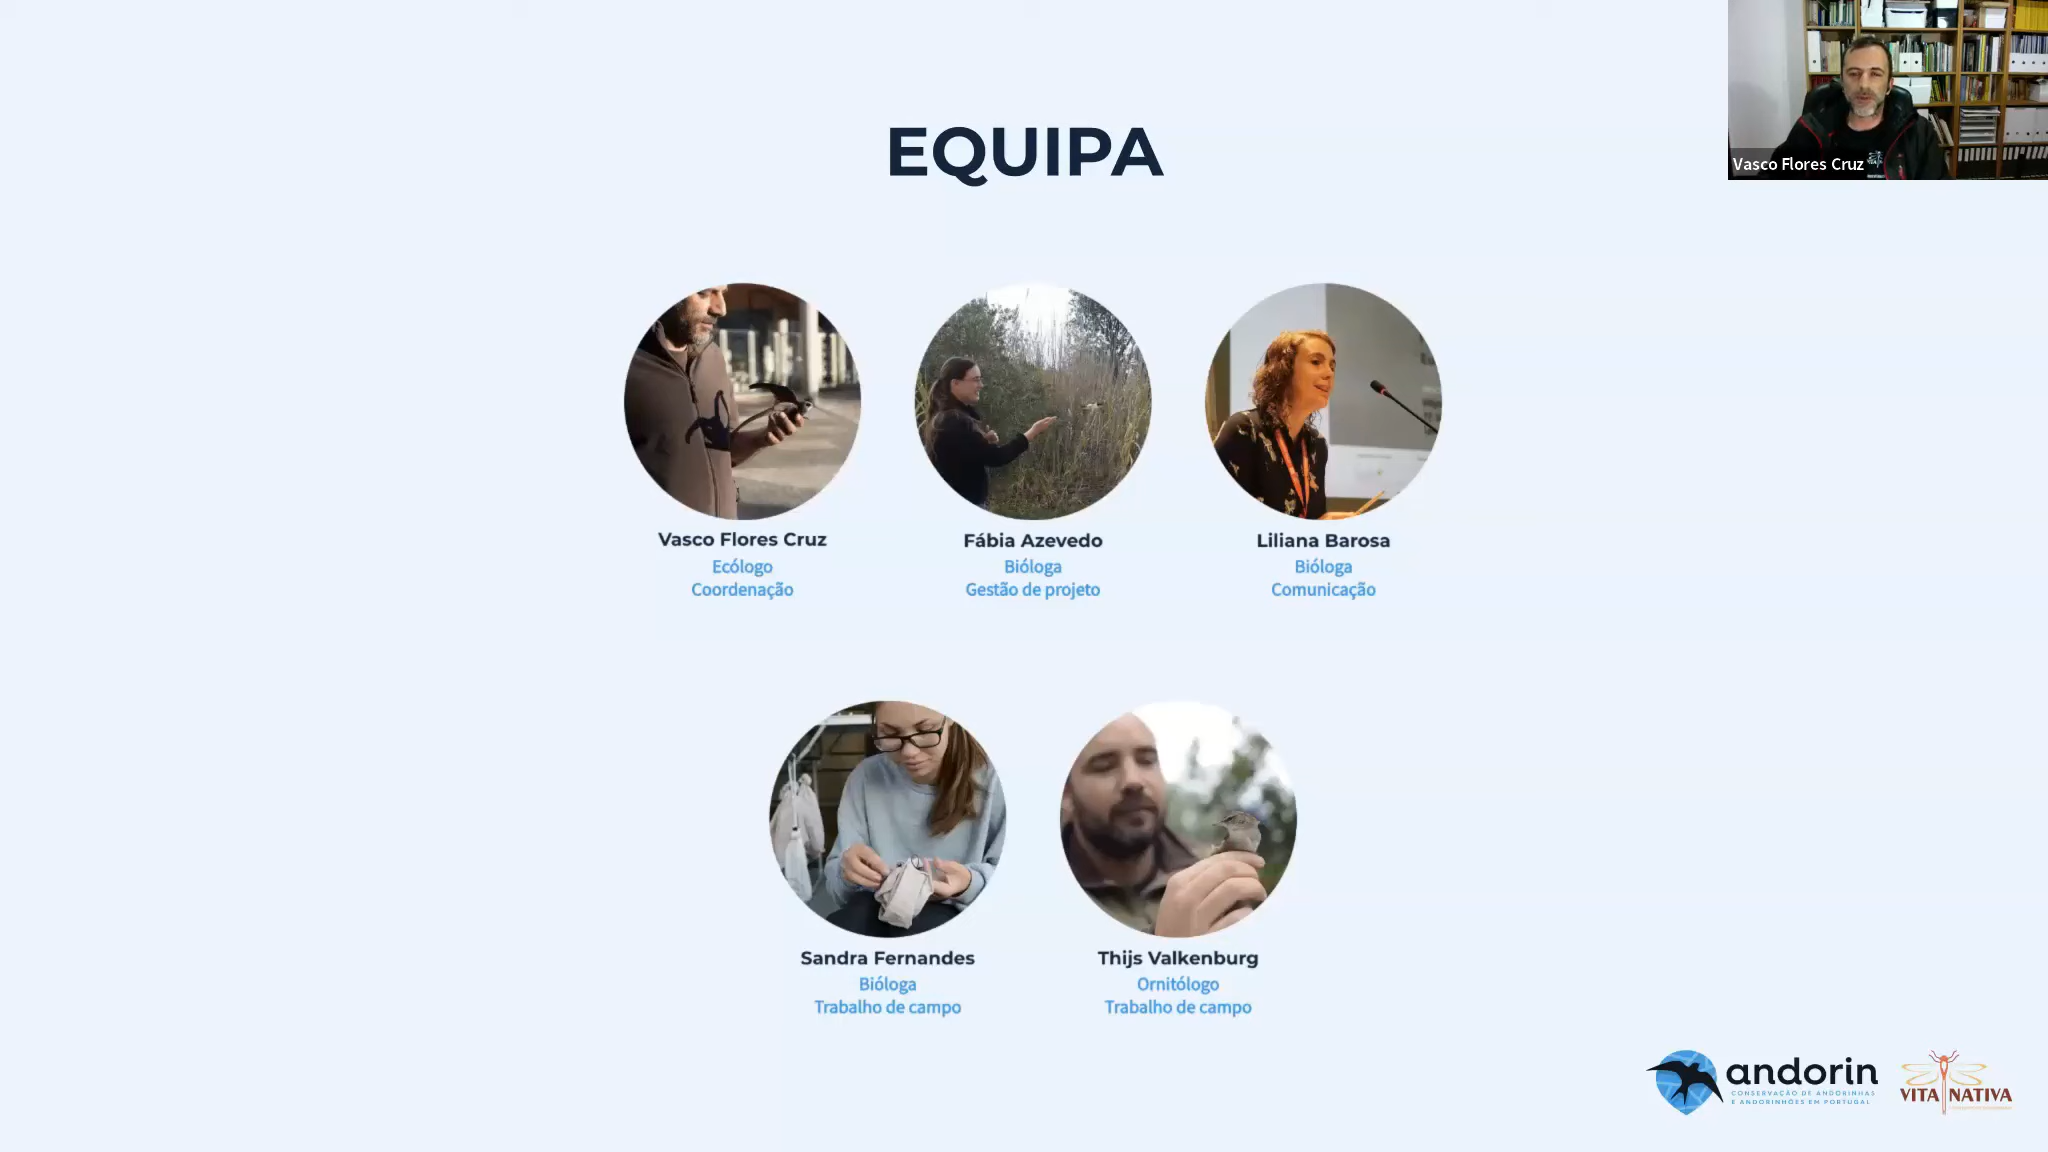 EQUIPA
Vasco Flores Cruz
Vasco Flores Cruz
Ecólogo
Coordenação
Fábia Azevedo
Bióloga
Gestão de projeto
Liliana Barosa
Bióloga
Comunicação
Sandra Fernandes
Bióloga
Trabalho de campo
Thijs Valkenburg
Ornitólogo
Trabalho de campo
andorin
CONSERVAÇÃO DE ANDORINHAS
E ANDORINHÕES EM PORTUGAL
VITA NATIVA